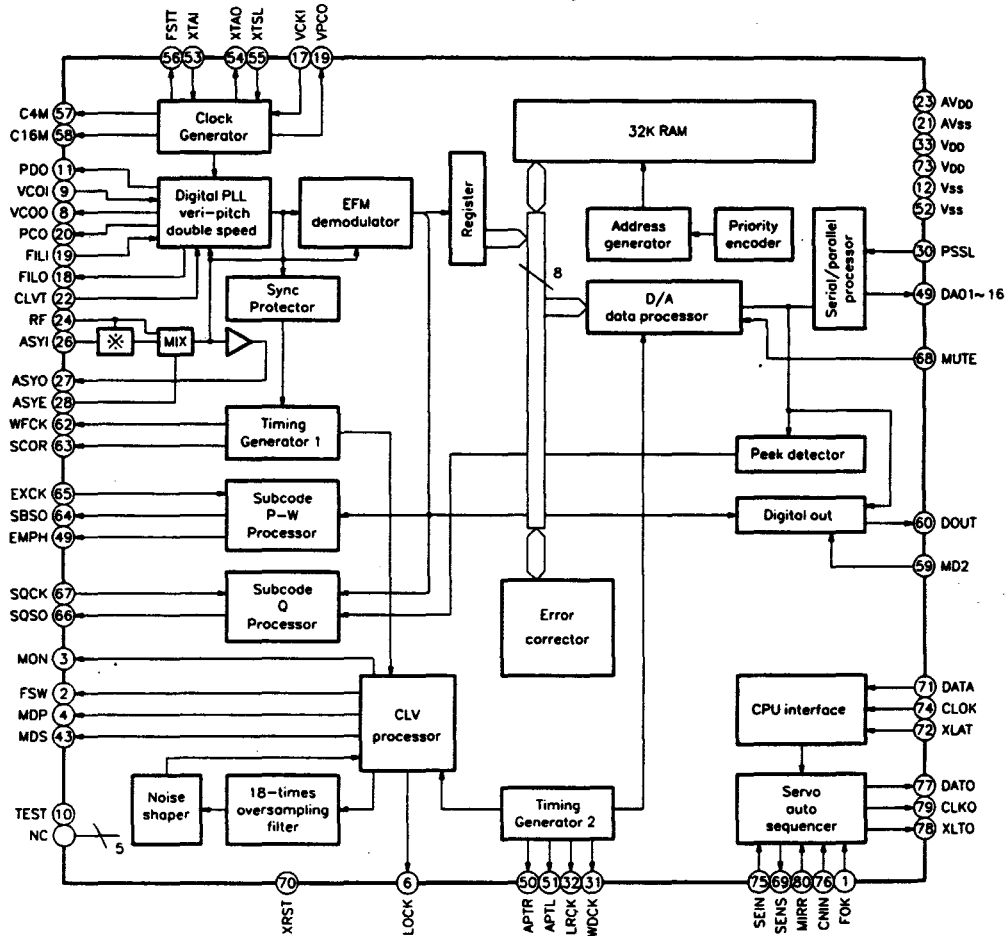 FSTT XTAI XTAO XTSL VCKI VPCO
56 53 54 55 17 19
C4M 57
C16M 58
Clock
Generator
PDO 11
VCOI 9
VCOO 8
PCO 20
FILI 19
FILO 18
CLVT 22
RF 24
ASYI 26
ASYO 27
ASYE 28
WFCK 62
SCOR 63
EXCK 65
SBSO 64
EMPH 49
SQCK 67
SQSO 66
MON 3
FSW 2
MDP 4
MDS 43
TEST 10
NC 5
Digital PLL
veri-pitch
double speed
EFM
demodulator
Register
Sync
Protector
※ MIX
Timing
Generator 1
Subcode
P-W
Processor
Subcode
Q
Processor
CLV
processor
Noise
shaper
18-times
oversampling
filter
32K RAM
Address
generator
Priority
encoder
8
D/A
data processor
Serial/parallel
processor
Peek detector
Digital out
Error
corrector
CPU interface
Servo
auto
sequencer
Timing
Generator 2
23 AVDD
21 AVss
33 VDD
73 VDD
12 Vss
52 Vss
30 PSSL
49 DA01~16
68 MUTE
60 DOUT
59 MD2
71 DATA
74 CLOK
72 XLAT
77 DATO
79 CLKO
78 XLTO
70 6 50 51 32 31 75 69 80 76 1
XRST LOCK APTR APTL LRCK WDCK SEIN SENS MIRR CNIN FOK